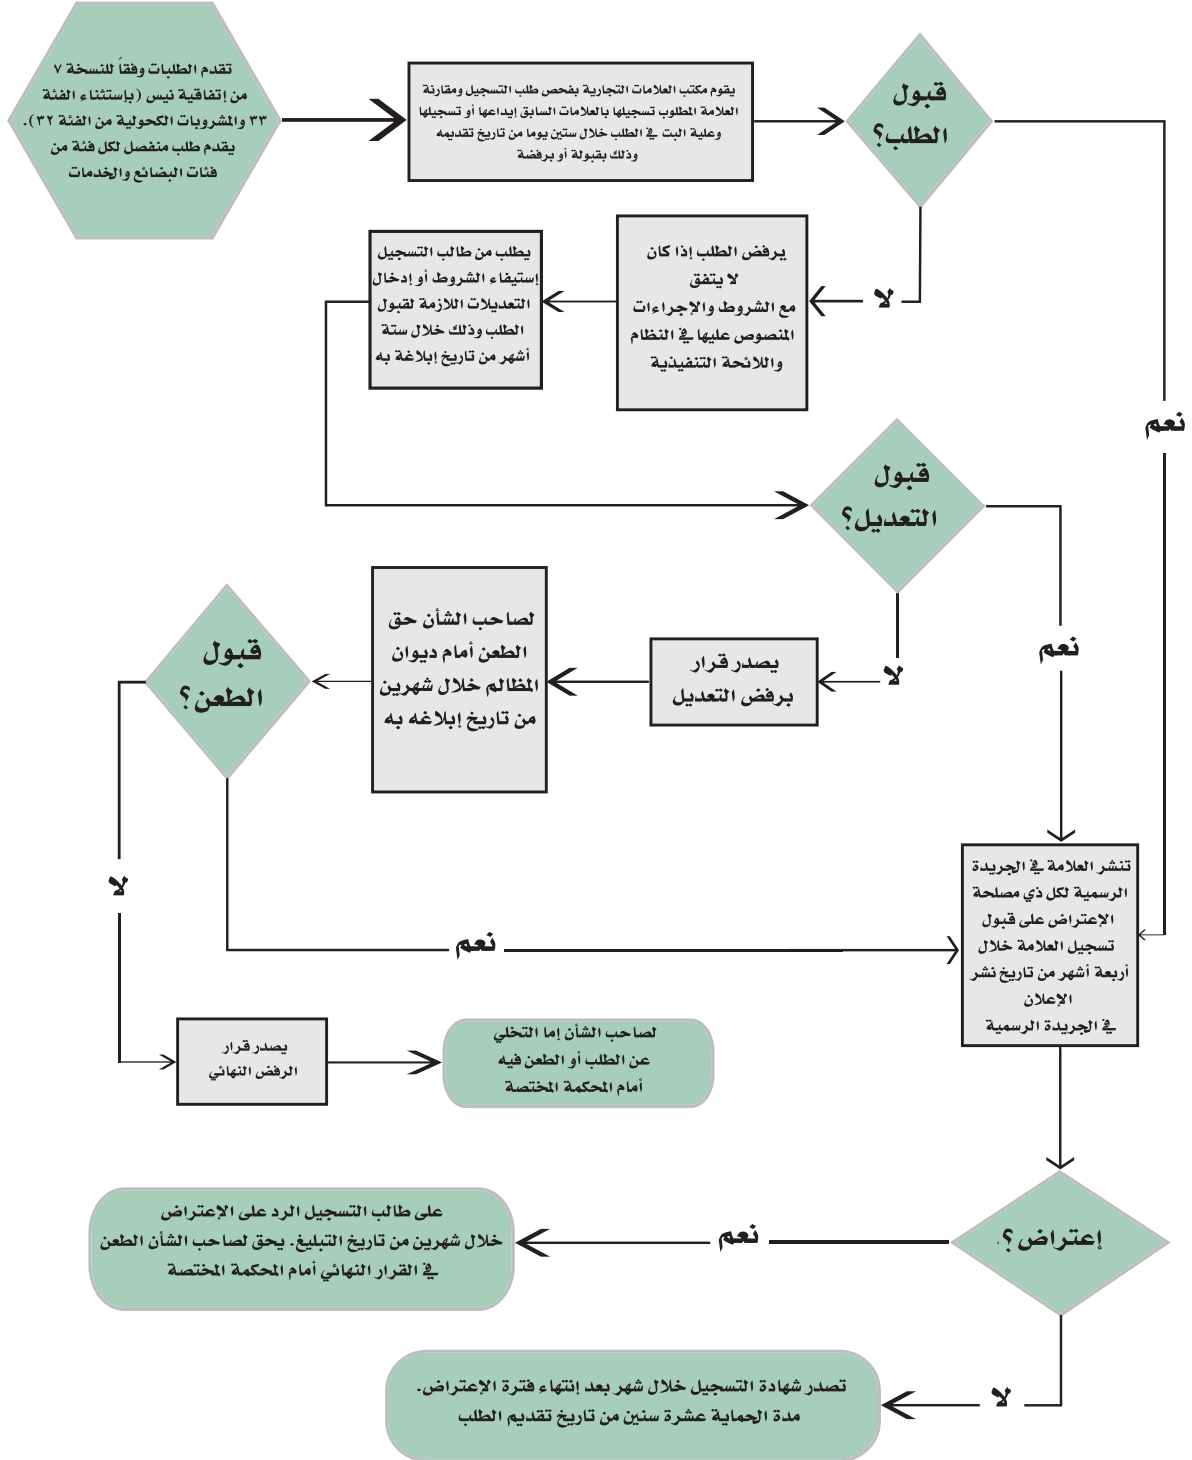 تقدم الطلبات وفقاً للنسخة ٧
من إتفاقية نيس (بإستثناء الفئة
٣٣ والمشروبات الكحولية من الفئة ٣٢).
يقدم طلب منفصل لكل فئة من
فئات البضائع والخدمات
يقوم مكتب العلامات التجارية بفحص طلب التسجيل ومقارنة
العلامة المطلوب تسجيلها بالعلامات السابق إيداعها أو تسجيلها
وعلية البت في الطلب خلال ستين يوما من تاريخ تقديمه
وذلك بقبولة أو برفضة
قبول
الطلب؟
نعم
لا
يرفض الطلب إذا كان
لا يتفق
مع الشروط والإجراءات
المنصوص عليها في النظام
واللائحة التنفيذية
يطلب من طالب التسجيل
إستيفاء الشروط أو إدخال
التعديلات اللازمة لقبول
الطلب وذلك خلال ستة
أشهر من تاريخ إبلاغة به
قبول
التعديل؟
نعم
لا
يصدر قرار
برفض التعديل
لصاحب الشأن حق
الطعن أمام ديوان
المظالم خلال شهرين
من تاريخ إبلاغه به
قبول
الطعن؟
لا
نعم
تنشر العلامة في الجريدة
الرسمية لكل ذي مصلحة
الإعتراض على قبول
تسجيل العلامة خلال
أربعة أشهر من تاريخ نشر
الإعلان
في الجريدة الرسمية
يصدر قرار
الرفض النهائي
لصاحب الشأن إما التخلي
عن الطلب أو الطعن فيه
أمام المحكمة المختصة
إعتراض؟
نعم
على طالب التسجيل الرد على الإعتراض
خلال شهرين من تاريخ التبليغ. يحق لصاحب الشأن الطعن
في القرار النهائي أمام المحكمة المختصة
لا
تصدر شهادة التسجيل خلال شهر بعد إنتهاء فترة الإعتراض.
مدة الحماية عشرة سنين من تاريخ تقديم الطلب